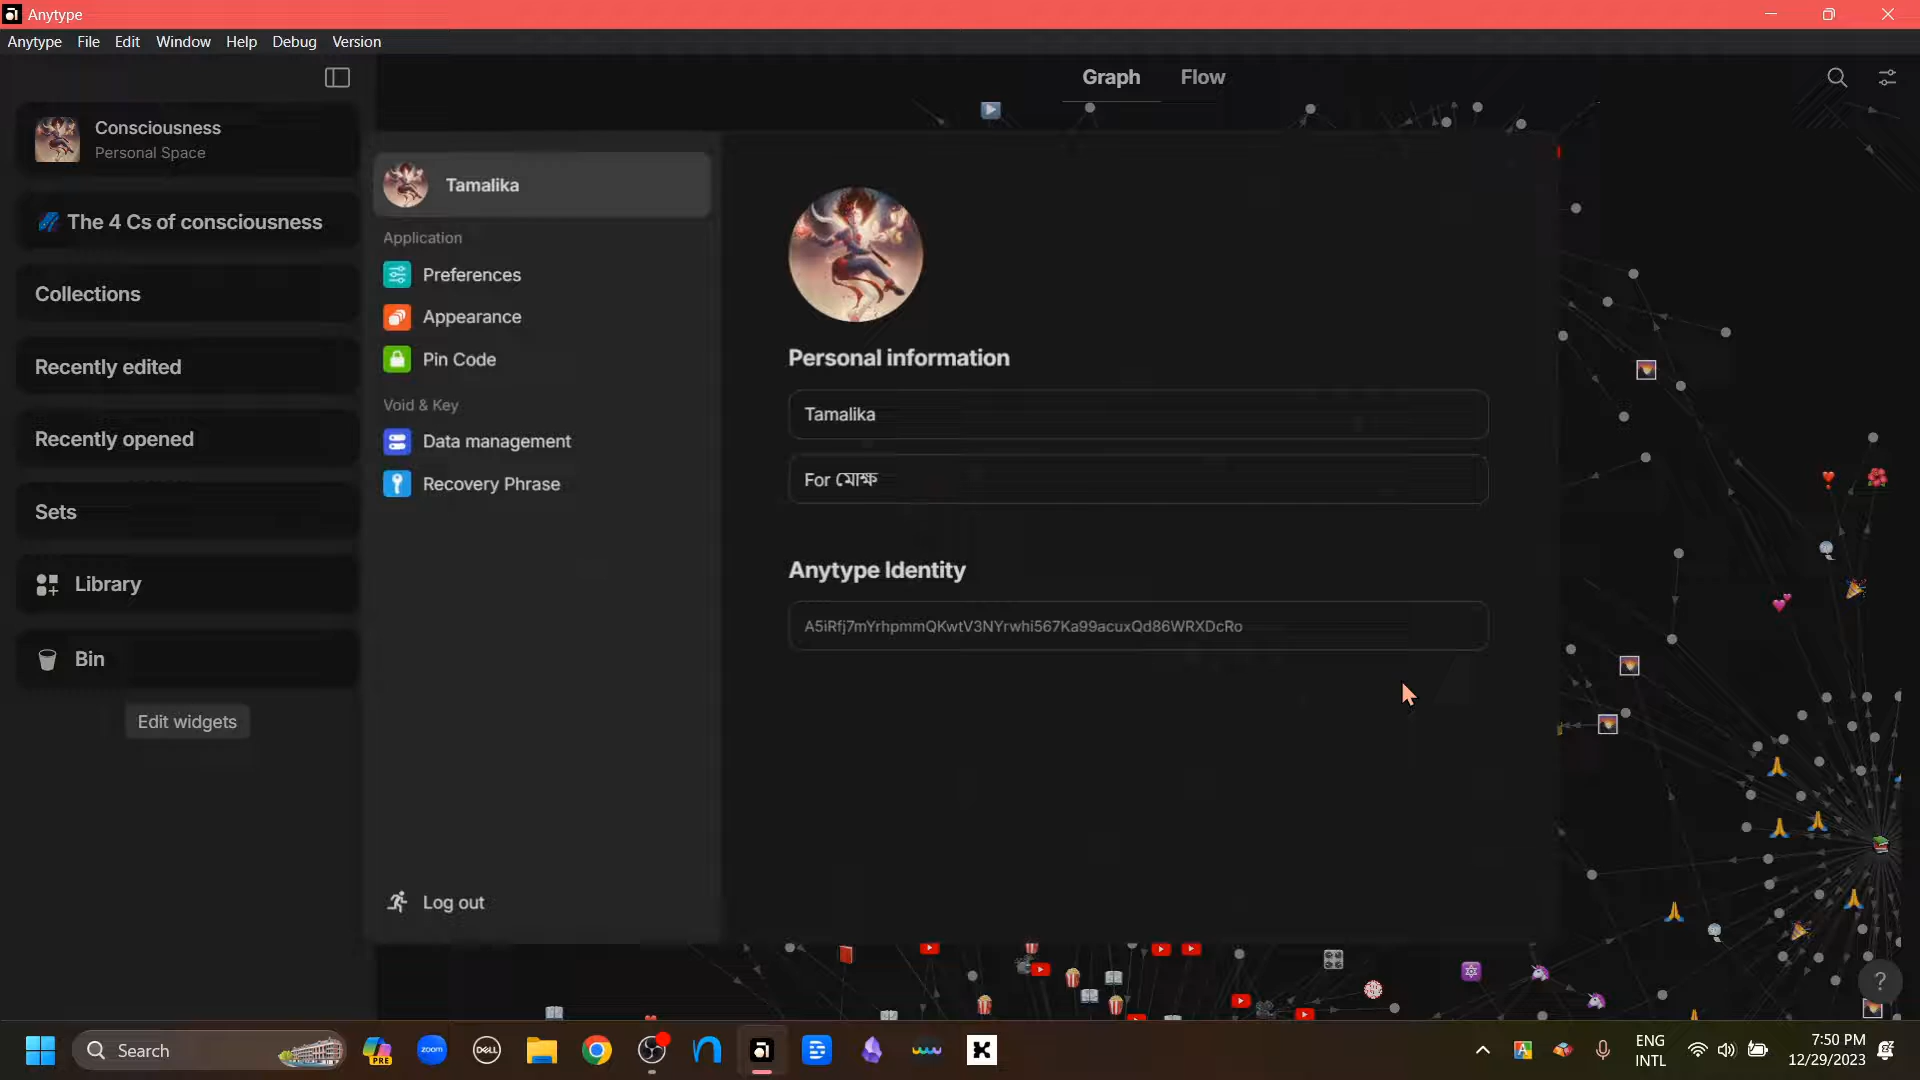 Anytype
Anytype File Edit Window Help Debug Version
Graph Flow
Consciousness
Personal Space
The 4 Cs of consciousness
Collections
Recently edited
Recently opened
Sets
Library
Bin
Edit widgets
Tamalika
Application
Preferences
Appearance
Pin Code
Void & Key
Data management
Recovery Phrase
Log out
Personal information
Tamalika
For মোক্ষ
Anytype Identity
A5iRfj7mYrhpmmQKwtV3NYrwhi567Ka99acuxQd86WRXDcRo
?
Search
PRE
zoom
DELL
ENG
INTL
7:50 PM
12/29/2023